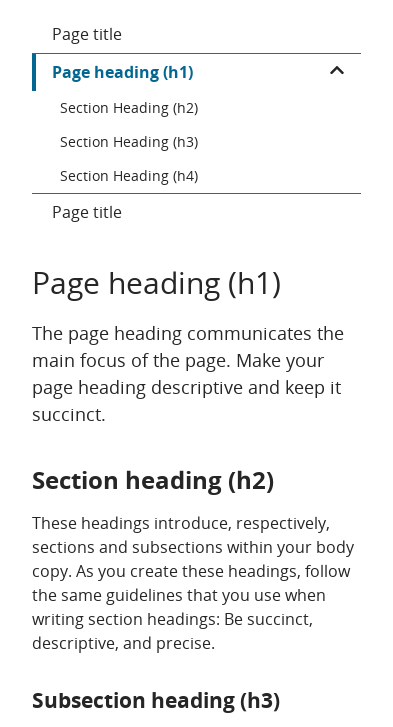 Page title
Page heading (h1)
Section Heading (h2)
Section Heading (h3)
Section Heading (h4)
Page title
Page heading (h1)
The page heading communicates the
main focus of the page. Make your
page heading descriptive and keep it
succinct.
Section heading (h2)
These headings introduce, respectively,
sections and subsections within your body
copy. As you create these headings, follow
the same guidelines that you use when
writing section headings: Be succinct,
descriptive, and precise.
Subsection heading (h3)